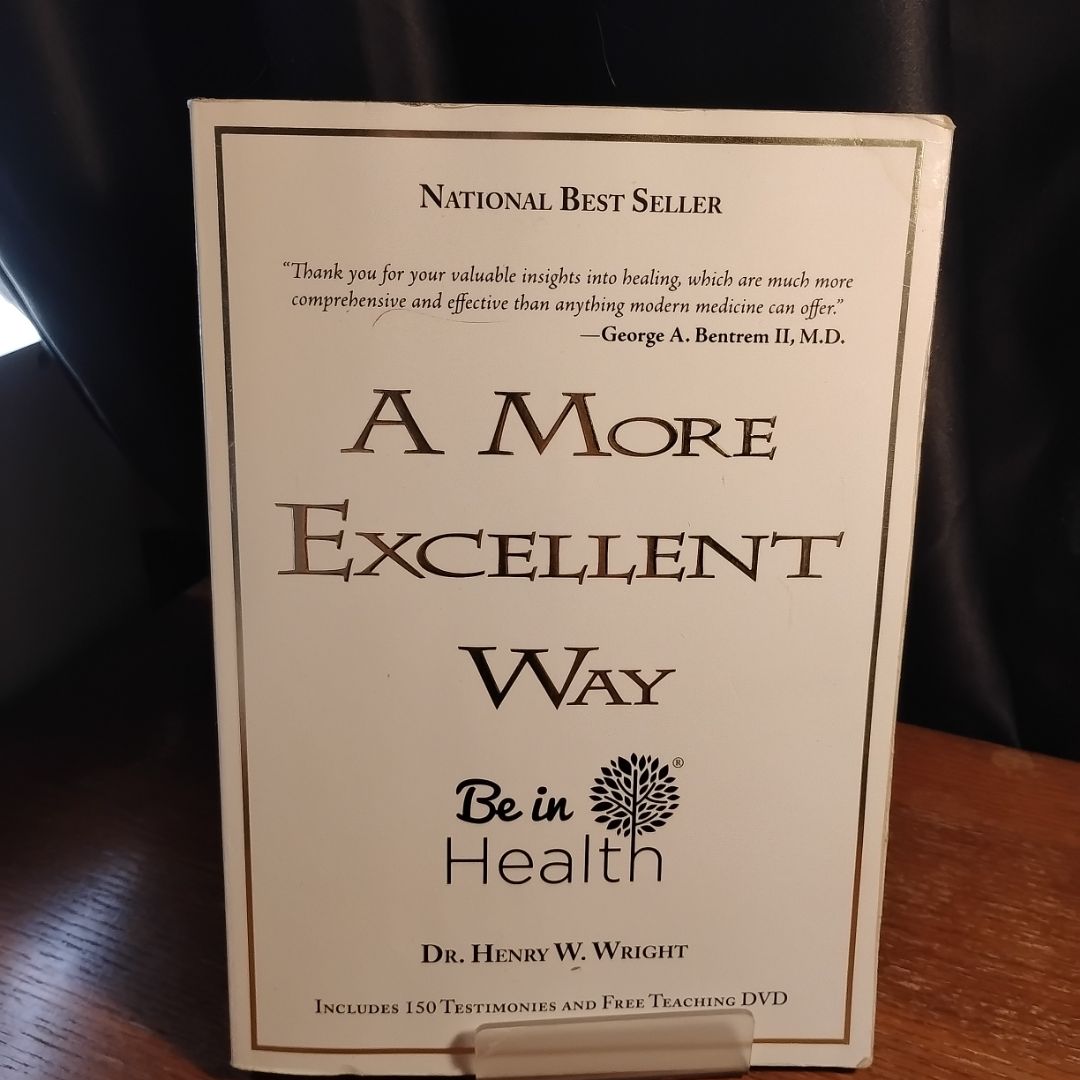 NATIONAL BEST SELLER
“Thank you for your valuable insights into healing, which are much more
comprehensive and effective than anything modern medicine can offer.”
—George A. Bentrem II, M.D.
A MORE
EXCELLENT
WAY
Be in ®
Health
DR. HENRY W. WRIGHT
INCLUDES 150 TESTIMONIES AND FREE TEACHING DVD